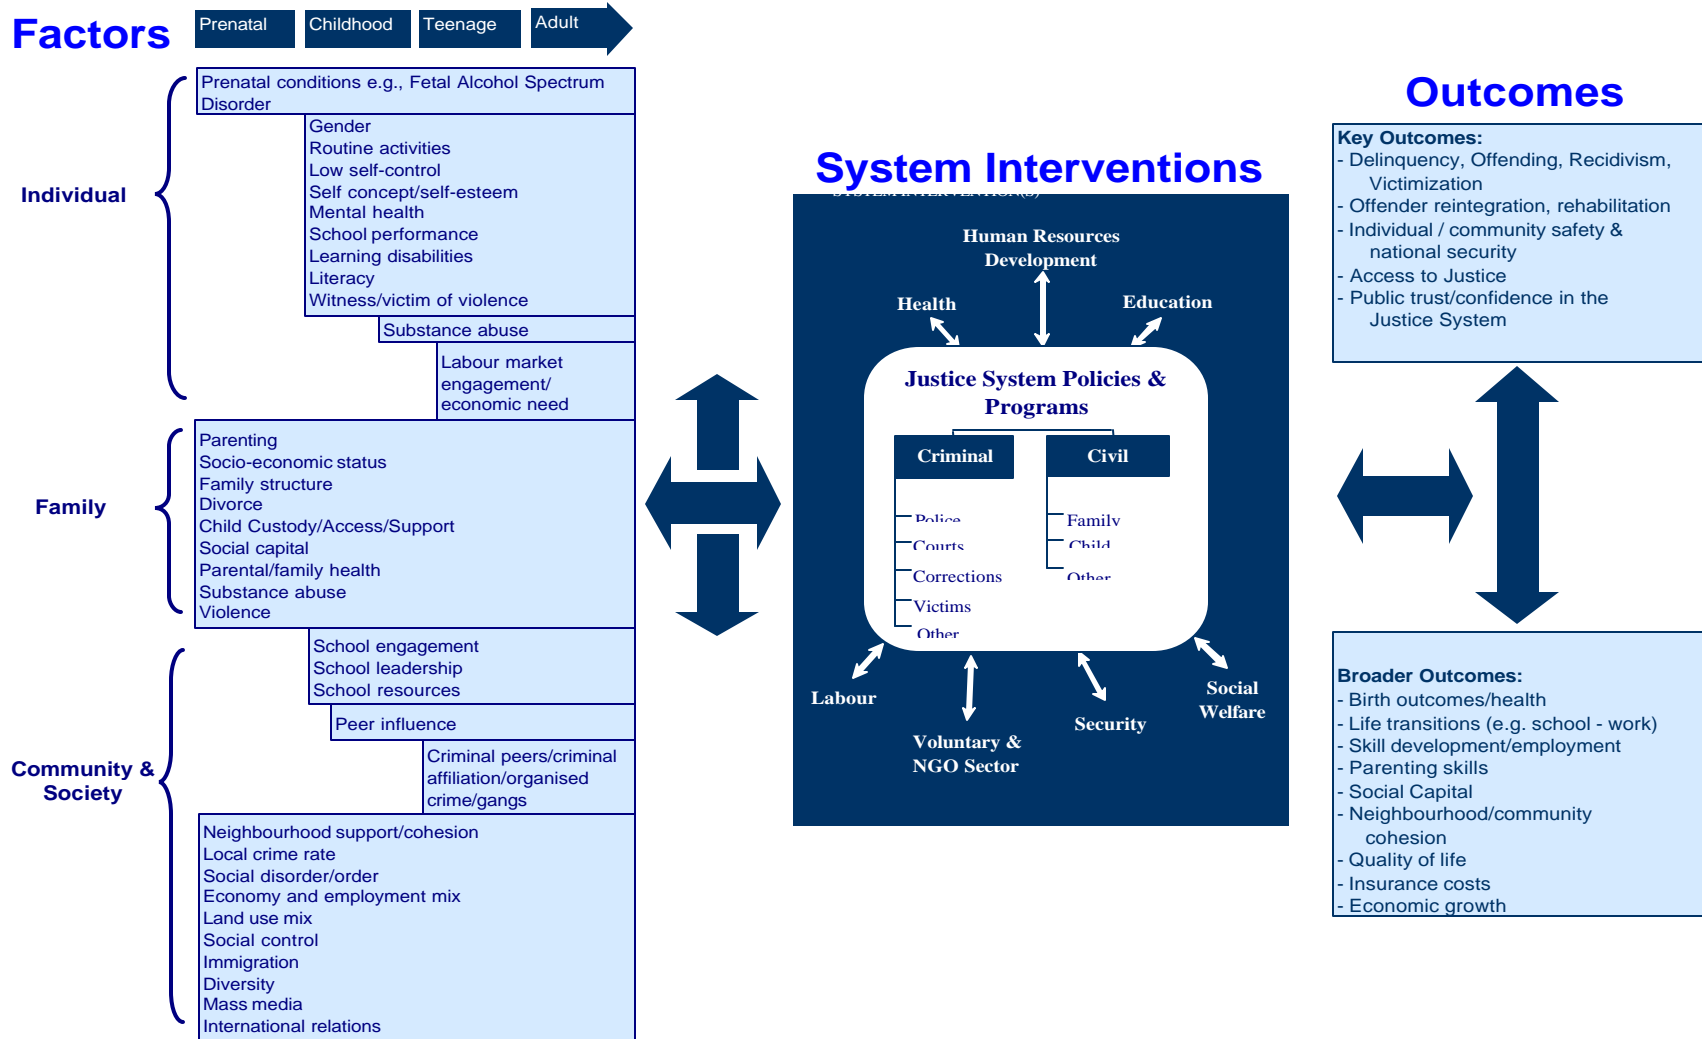 Factors
Prenatal
Childhood
Teenage
Adult
Individual
Prenatal conditions e.g., Fetal Alcohol Spectrum
Disorder
Gender
Routine activities
Low self-control
Self concept/self-esteem
Mental health
School performance
Learning disabilities
Literacy
Witness/victim of violence
Substance abuse
Labour market
engagement/
economic need
Family
Parenting
Socio-economic status
Family structure
Divorce
Child Custody/Access/Support
Social capital
Parental/family health
Substance abuse
Violence
Community &
Society
School engagement
School leadership
School resources
Peer influence
Criminal peers/criminal
affiliation/organised
crime/gangs
Neighbourhood support/cohesion
Local crime rate
Social disorder/order
Economy and employment mix
Land use mix
Social control
Immigration
Diversity
Mass media
International relations
System Interventions
SYSTEM INTERVENTION(S)
Human Resources
Development
Health
Education
Justice System Policies &
Programs
Criminal
Police
Courts
Corrections
Victims
Other
Civil
Family
Child
Other
Labour
Voluntary &
NGO Sector
Security
Social
Welfare
Outcomes
Key Outcomes:
- Delinquency, Offending, Recidivism,
Victimization
- Offender reintegration, rehabilitation
- Individual / community safety &
national security
- Access to Justice
- Public trust/confidence in the
Justice System
Broader Outcomes:
- Birth outcomes/health
- Life transitions (e.g. school - work)
- Skill development/employment
- Parenting skills
- Social Capital
- Neighbourhood/community
cohesion
- Quality of life
- Insurance costs
- Economic growth